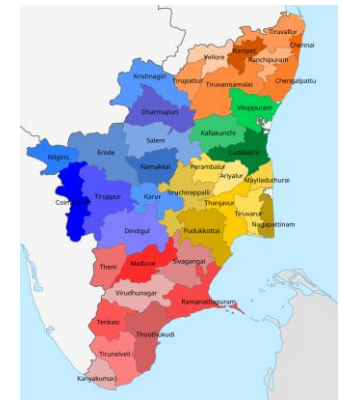 Tiruvallur
Chennai
Ranipet
Vellore
Kanchipuram
Krishnagiri
Tirupattur
Tiruvannamalai
Chengalpattu
Dharmapuri
Viluppuram
Salem
Kallakurichi
Erode
Cuddalore
Nilgiris
Namakkal
Perambalur
Ariyalur
Mayiladuthurai
Coimbatore
Tiruppur
Karur
Tiruchirappalli
Thanjavur
Tiruvarur
Nagapattinam
Dindigul
Pudukkottai
Theni
Madurai
Sivagangai
Virudhunagar
Ramanathapuram
Tenkasi
Thoothukudi
Tirunelveli
Kanyakumari